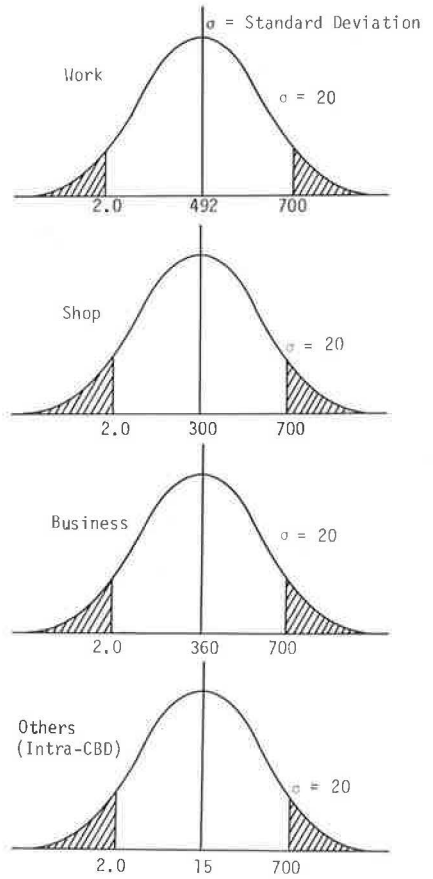 σ = Standard Deviation
Work
σ = 20
2.0 492 700
Shop
σ = 20
2.0 300 700
Business
σ = 20
2.0 360 700
Others
(Intra-CBD)
σ = 20
2.0 15 700